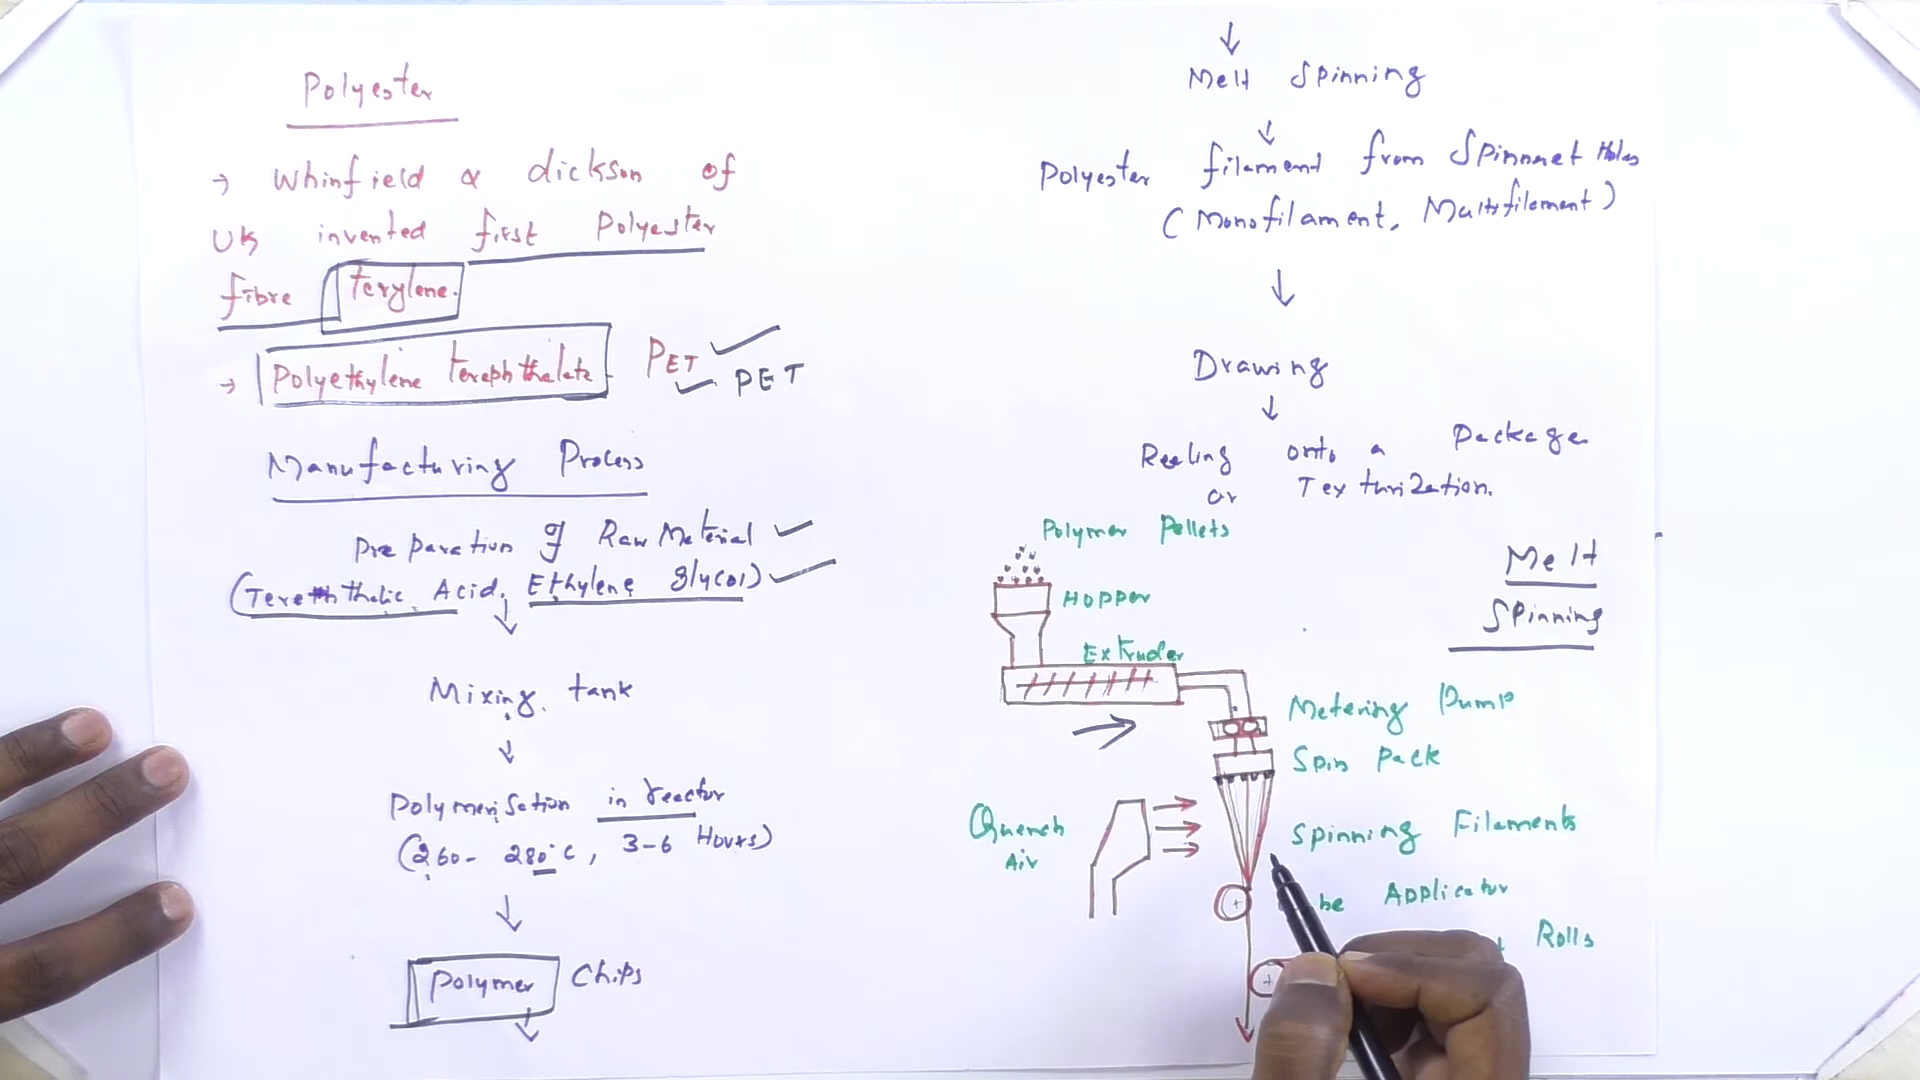 Polyester
→ Whinfield & dickson of
UK invented first Polyester
fibre terylene.
→ Polyethylene terephthalate PET
PET
Manufacturing Process
Preparation of Raw Material
(Terethhalic Acid, Ethylene glycol)
Mixing tank
Polymerisation in reactor
(260- 280°C, 3-6 Hours)
Polymer Chips
Melt Spinning
Polyester filament from Spinnret Holes
(Monofilament, Multifilament)
Drawing
Reeling onto a Package
or Texturization.
Polymer Pellets
Hopper
Extruder
Melt
Spinning
Metering Pump
Spin Pack
Quench
Air
Spinning Filaments
Applicator
Rolls